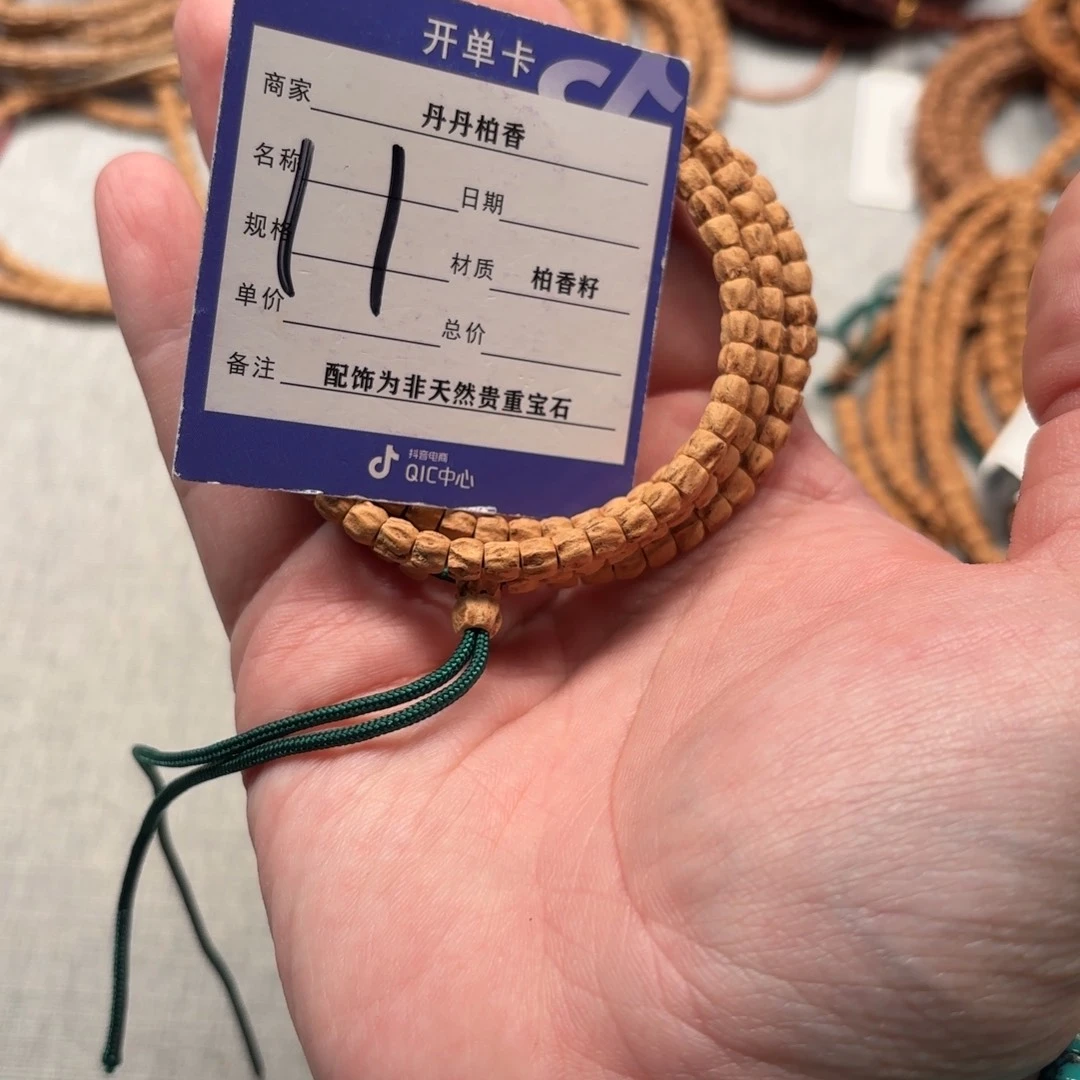 开单卡
商家 丹丹柏香
名称 日期
规格 材质 柏香籽
单价 总价
备注 配饰为非天然贵重宝石
11
抖音电商
QIC中心